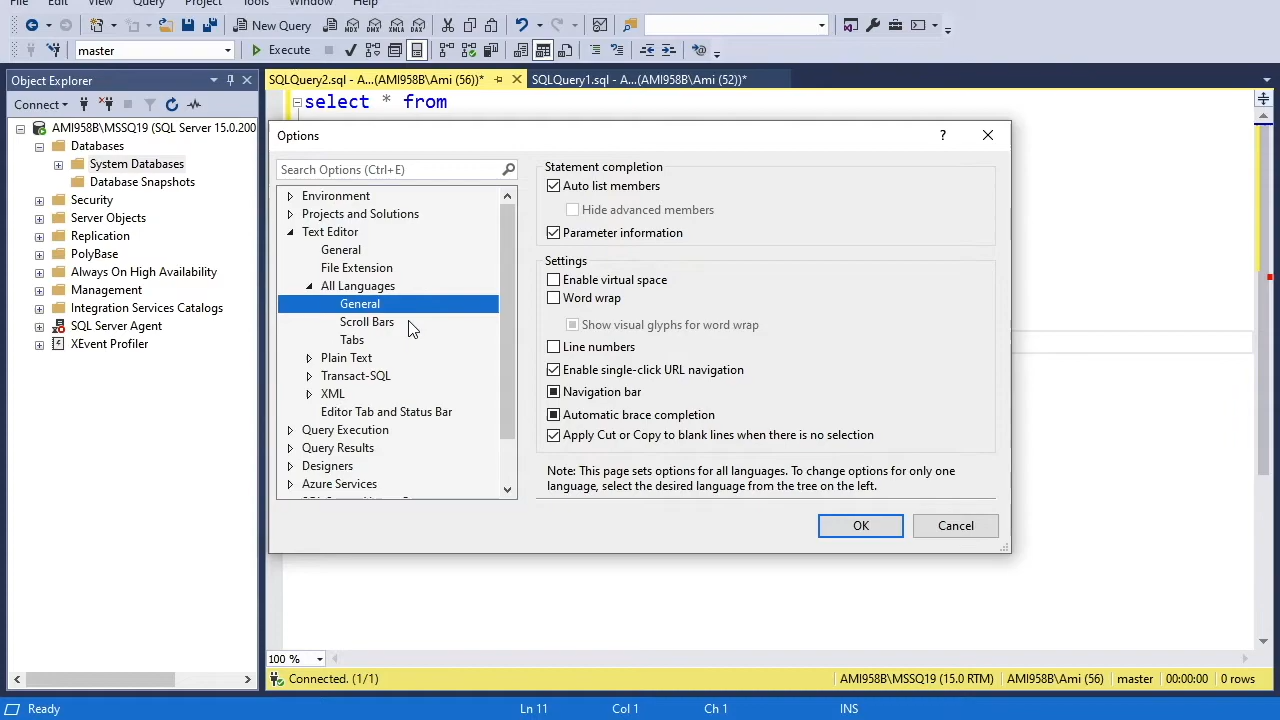 File Edit View Query Project Tools Window Help
New Query
MDX DMX XMLA DAX
master
Execute
Object Explorer
SQLQuery2.sql - A...(AMI958B\Ami (56))*
SQLQuery1.sql - A...(AMI958B\Ami (52))*
Connect
select * from
AMI958B\MSSQ19 (SQL Server 15.0.200
Databases
System Databases
Database Snapshots
Security
Server Objects
Replication
PolyBase
Always On High Availability
Management
Integration Services Catalogs
SQL Server Agent
XEvent Profiler
Options
?
Search Options (Ctrl+E)
Environment
Projects and Solutions
Text Editor
General
File Extension
All Languages
General
Scroll Bars
Tabs
Plain Text
Transact-SQL
XML
Editor Tab and Status Bar
Query Execution
Query Results
Designers
Azure Services
Statement completion
Auto list members
Hide advanced members
Parameter information
Settings
Enable virtual space
Word wrap
Show visual glyphs for word wrap
Line numbers
Enable single-click URL navigation
Navigation bar
Automatic brace completion
Apply Cut or Copy to blank lines when there is no selection
Note: This page sets options for all languages. To change options for only one
language, select the desired language from the tree on the left.
OK
Cancel
100 %
Connected. (1/1)
AMI958B\MSSQ19 (15.0 RTM)
AMI958B\Ami (56)
master
00:00:00
0 rows
Ready
Ln 11
Col 1
Ch 1
INS